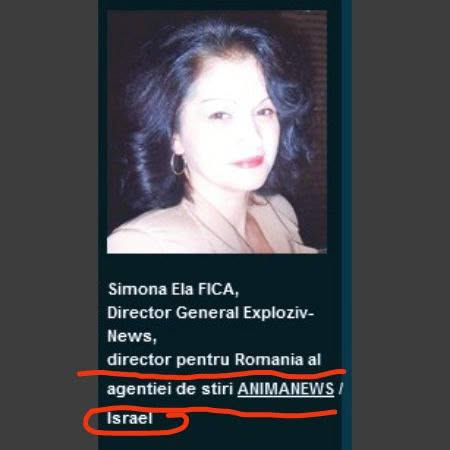 Simona Ela FICA,
Director General Exploziv-
News,
director pentru Romania al
agentiei de stiri ANIMANEWS /
Israel